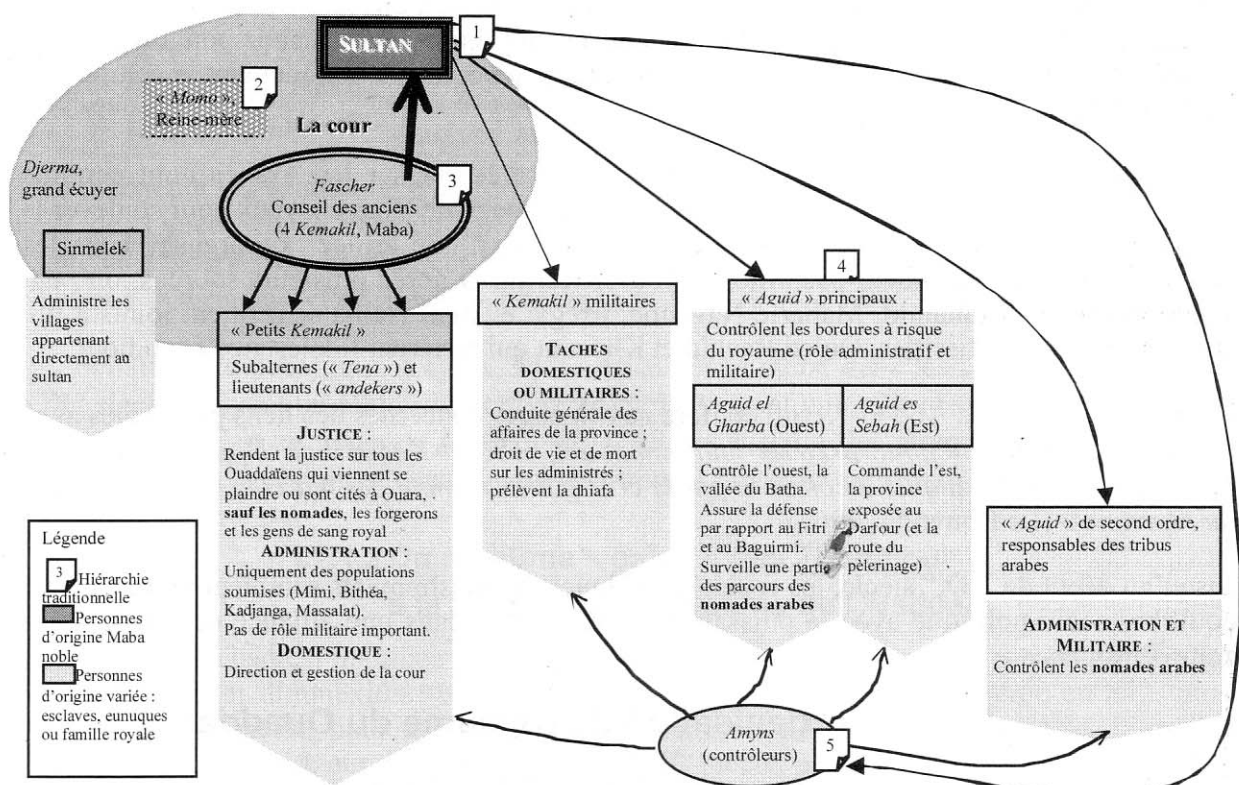 SULTAN
1
2
« Momo »,
Reine-mère
La cour
Djerma,
grand écuyer
3
Fascher
Conseil des anciens
(4 Kemakil, Maba)
Sinmelek
Administre les
villages
appartenant
directement au
sultan
« Petits Kemakil »
Subalternes (« Tena ») et
lieutenants (« andekers »)
JUSTICE :
Rendent la justice sur tous les
Ouaddaïens qui viennent se
plaindre ou sont cités à Ouara,
sauf les nomades, les forgerons
et les gens de sang royal
ADMINISTRATION :
Uniquement des populations
soumises (Mimi, Bithéa,
Kadjanga, Massalat).
Pas de rôle militaire important.
DOMESTIQUE :
Direction et gestion de la cour
« Kemakil » militaires
TACHES
DOMESTIQUES
OU MILITAIRES :
Conduite générale des
affaires de la province ;
droit de vie et de mort
sur les administrés ;
prélèvent la dhiafa
4
« Aguid » principaux
Contrôlent les bordures à risque
du royaume (rôle administratif et
militaire)
Aguid el
Gharba (Ouest)
Contrôle l'ouest, la
vallée du Batha.
Assure la défense
par rapport au Fitri
et au Baguirmi.
Surveille une partie
des parcours des
nomades arabes
Aguid es
Sebah (Est)
Commande l'est,
la province
exposée au
Darfour (et la
route du
pèlerinage)
« Aguid » de second ordre,
responsables des tribus
arabes
ADMINISTRATION ET
MILITAIRE :
Contrôlent les nomades arabes
Amyns
(contrôleurs)
5
Légende
3 Hiérarchie
traditionnelle
Personnes
d'origine Maba
noble
Personnes
d'origine variée :
esclaves, eunuques
ou famille royale